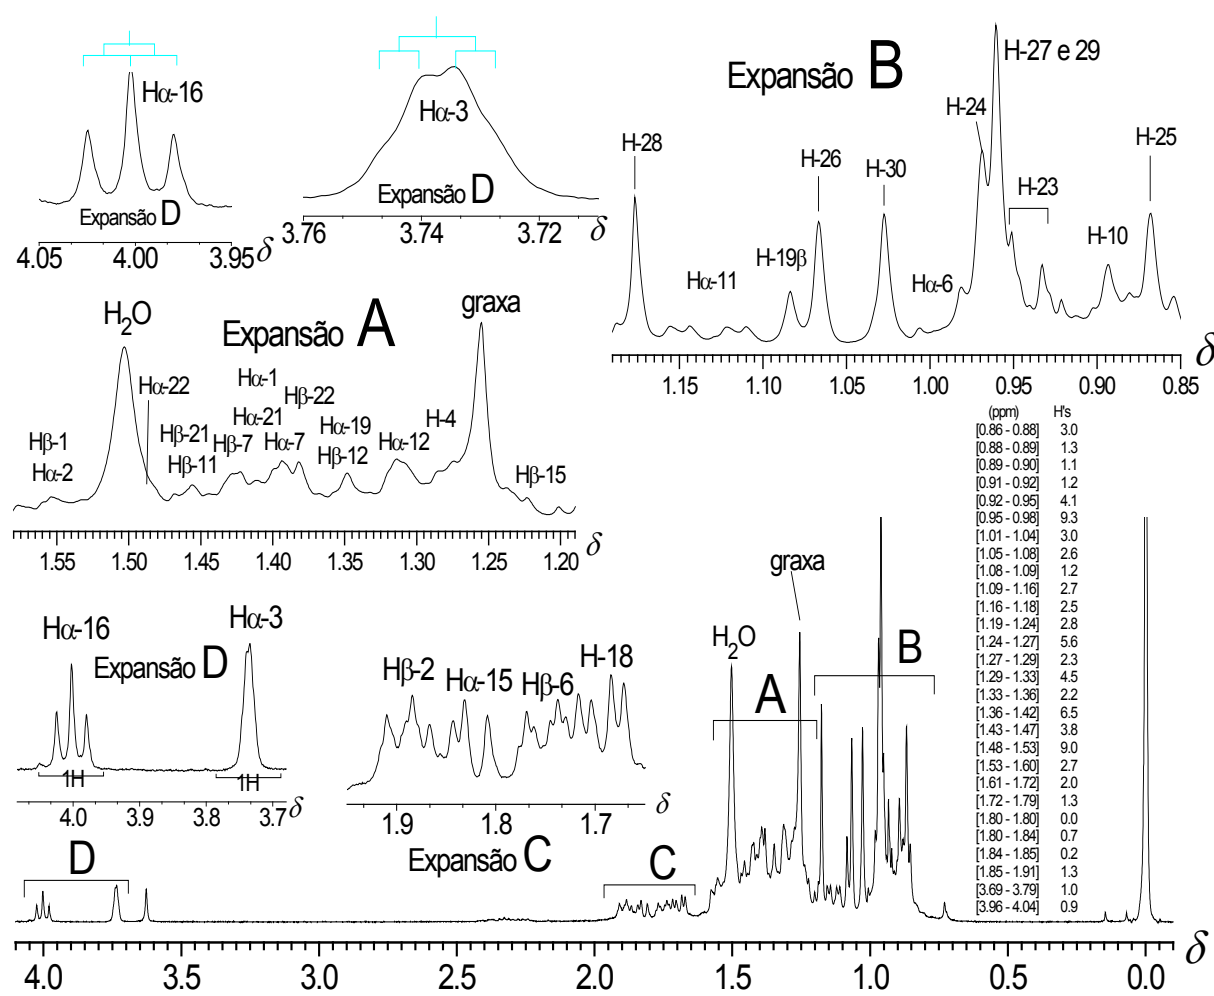 Hα-16
Expansão D
4.05 4.00 3.95 δ
Hα-3
Expansão D
3.76 3.74 3.72 δ
Expansão B
H-27 e 29
H-24
H-28
H-26
H-30
H-23
H-25
H-19β
Hα-11
Hα-6
H-10
1.15 1.10 1.05 1.00 0.95 0.90 0.85
δ
H2O
Expansão A
graxa
Hα-22
Hα-1
Hβ-22
Hβ-1
Hβ-21
Hα-21
Hα-19
H-4
Hα-2
Hβ-11
Hβ-7
Hα-7
Hβ-12
Hα-12
Hβ-15
1.55 1.50 1.45 1.40 1.35 1.30 1.25 1.20 δ
Hα-16
Hα-3
Expansão D
1H
1H
4.0 3.9 3.8 3.7 δ
Hβ-2
Hα-15
Hβ-6
H-18
1.9 1.8 1.7 δ
Expansão C
(ppm) H's
[0.86 - 0.88] 3.0
[0.88 - 0.89] 1.3
[0.89 - 0.90] 1.1
[0.91 - 0.92] 1.2
[0.92 - 0.95] 4.1
[0.95 - 0.98] 9.3
[1.01 - 1.04] 3.0
[1.05 - 1.08] 2.6
[1.08 - 1.09] 1.2
[1.09 - 1.16] 2.7
[1.16 - 1.18] 2.5
[1.19 - 1.24] 2.8
[1.24 - 1.27] 5.6
[1.27 - 1.29] 2.3
[1.29 - 1.33] 4.5
[1.33 - 1.36] 2.2
[1.36 - 1.42] 6.5
[1.43 - 1.47] 3.8
[1.48 - 1.53] 9.0
[1.53 - 1.60] 2.7
[1.61 - 1.72] 2.0
[1.72 - 1.79] 1.3
[1.80 - 1.80] 0.0
[1.80 - 1.84] 0.7
[1.84 - 1.85] 0.2
[1.85 - 1.91] 1.3
[3.69 - 3.79] 1.0
[3.96 - 4.04] 0.9
graxa
H2O
A
B
C
D
4.0 3.5 3.0 2.5 2.0 1.5 1.0 0.5 0.0 δ